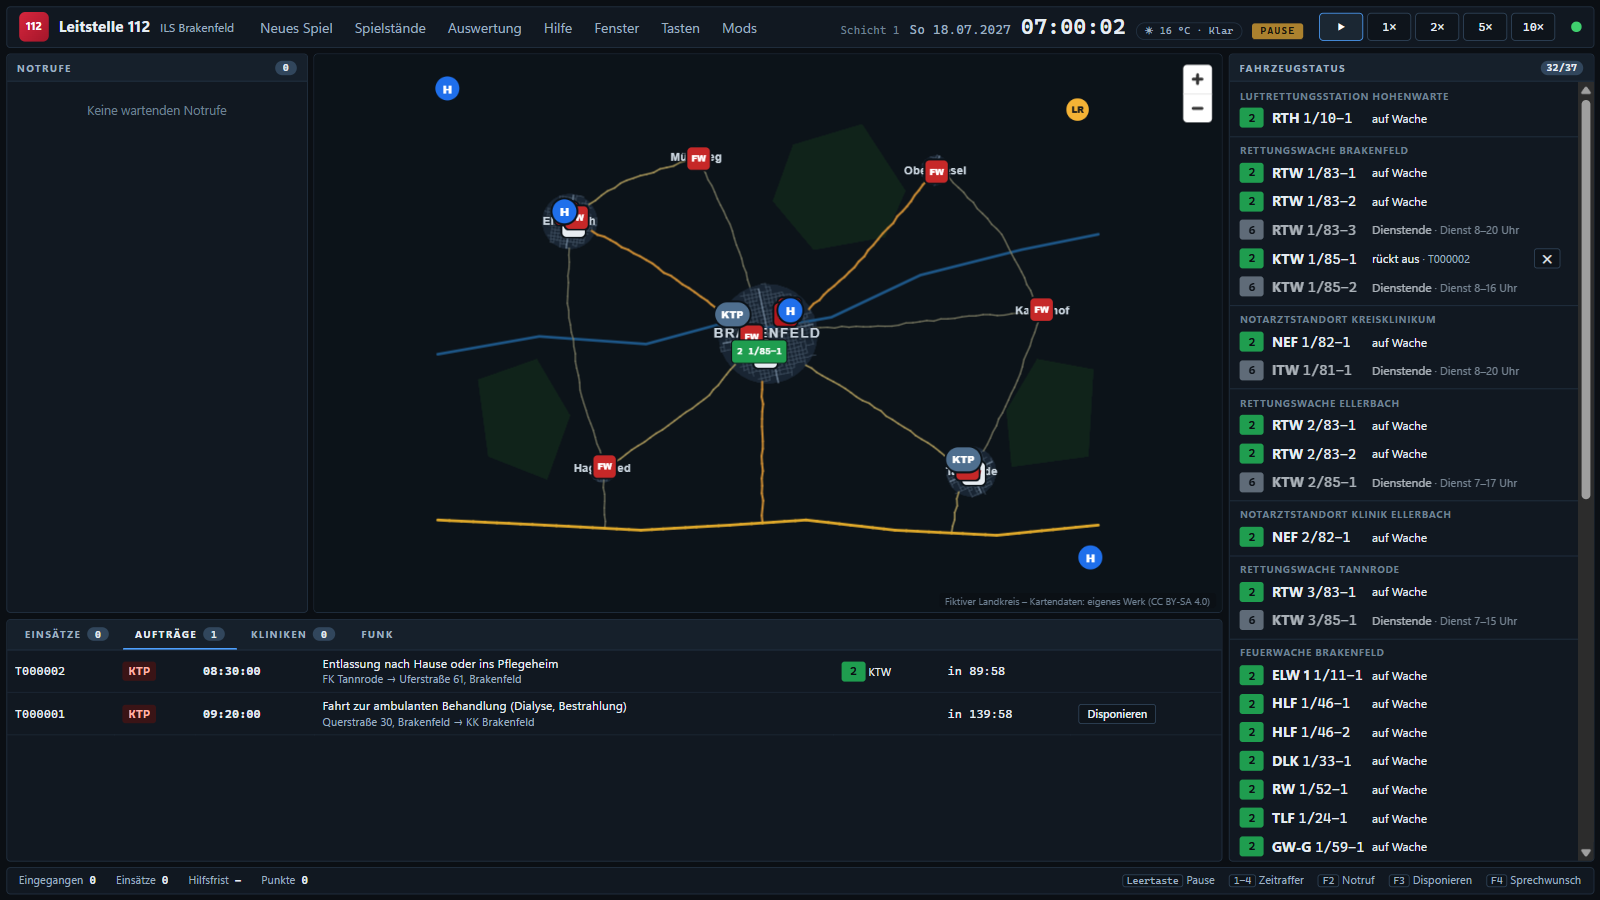 112 Leitstelle 112 ILS Brakenfeld Neues Spiel Spielstände Auswertung Hilfe Fenster Tasten Mods Schicht 1 So 18.07.2027 07:00:02 ☀ 16 °C · Klar PAUSE ▶ 1× 2× 5× 10×
NOTRUFE 0
Keine wartenden Notrufe
H
LR
+
−
FW
FW
H
FW
KTP
H
FW
BRAKENFELD
2 1/85–1
FW
KTP
FW
H
Fiktiver Landkreis – Kartendaten: eigenes Werk (CC BY-SA 4.0)
FAHRZEUGSTATUS 32/37
LUFTRETTUNGSSTATION HOHENWARTE
2 RTH 1/10–1 auf Wache
RETTUNGSWACHE BRAKENFELD
2 RTW 1/83–1 auf Wache
2 RTW 1/83–2 auf Wache
6 RTW 1/83–3 Dienstende · Dienst 8–20 Uhr
2 KTW 1/85–1 rückt aus · T000002 ✕
6 KTW 1/85–2 Dienstende · Dienst 8–16 Uhr
NOTARZTSTANDORT KREISKLINIKUM
2 NEF 1/82–1 auf Wache
6 ITW 1/81–1 Dienstende · Dienst 8–20 Uhr
RETTUNGSWACHE ELLERBACH
2 RTW 2/83–1 auf Wache
2 RTW 2/83–2 auf Wache
6 KTW 2/85–1 Dienstende · Dienst 7–17 Uhr
NOTARZTSTANDORT KLINIK ELLERBACH
2 NEF 2/82–1 auf Wache
RETTUNGSWACHE TANNRODE
2 RTW 3/83–1 auf Wache
6 KTW 3/85–1 Dienstende · Dienst 7–15 Uhr
FEUERWACHE BRAKENFELD
2 ELW 1 1/11–1 auf Wache
2 HLF 1/46–1 auf Wache
2 HLF 1/46–2 auf Wache
2 DLK 1/33–1 auf Wache
2 RW 1/52–1 auf Wache
2 TLF 1/24–1 auf Wache
2 GW-G 1/59–1 auf Wache
EINSÄTZE 0 AUFTRÄGE 1 KLINIKEN 0 FUNK
T000002 KTP 08:30:00 Entlassung nach Hause oder ins Pflegeheim 2 KTW in 89:58
FK Tannrode → Uferstraße 61, Brakenfeld
T000001 KTP 09:20:00 Fahrt zur ambulanten Behandlung (Dialyse, Bestrahlung) in 139:58 Disponieren
Querstraße 30, Brakenfeld → KK Brakenfeld
Eingegangen 0 Einsätze 0 Hilfsfrist – Punkte 0 Leertaste Pause 1–4 Zeitraffer F2 Notruf F3 Disponieren F4 Sprechwunsch